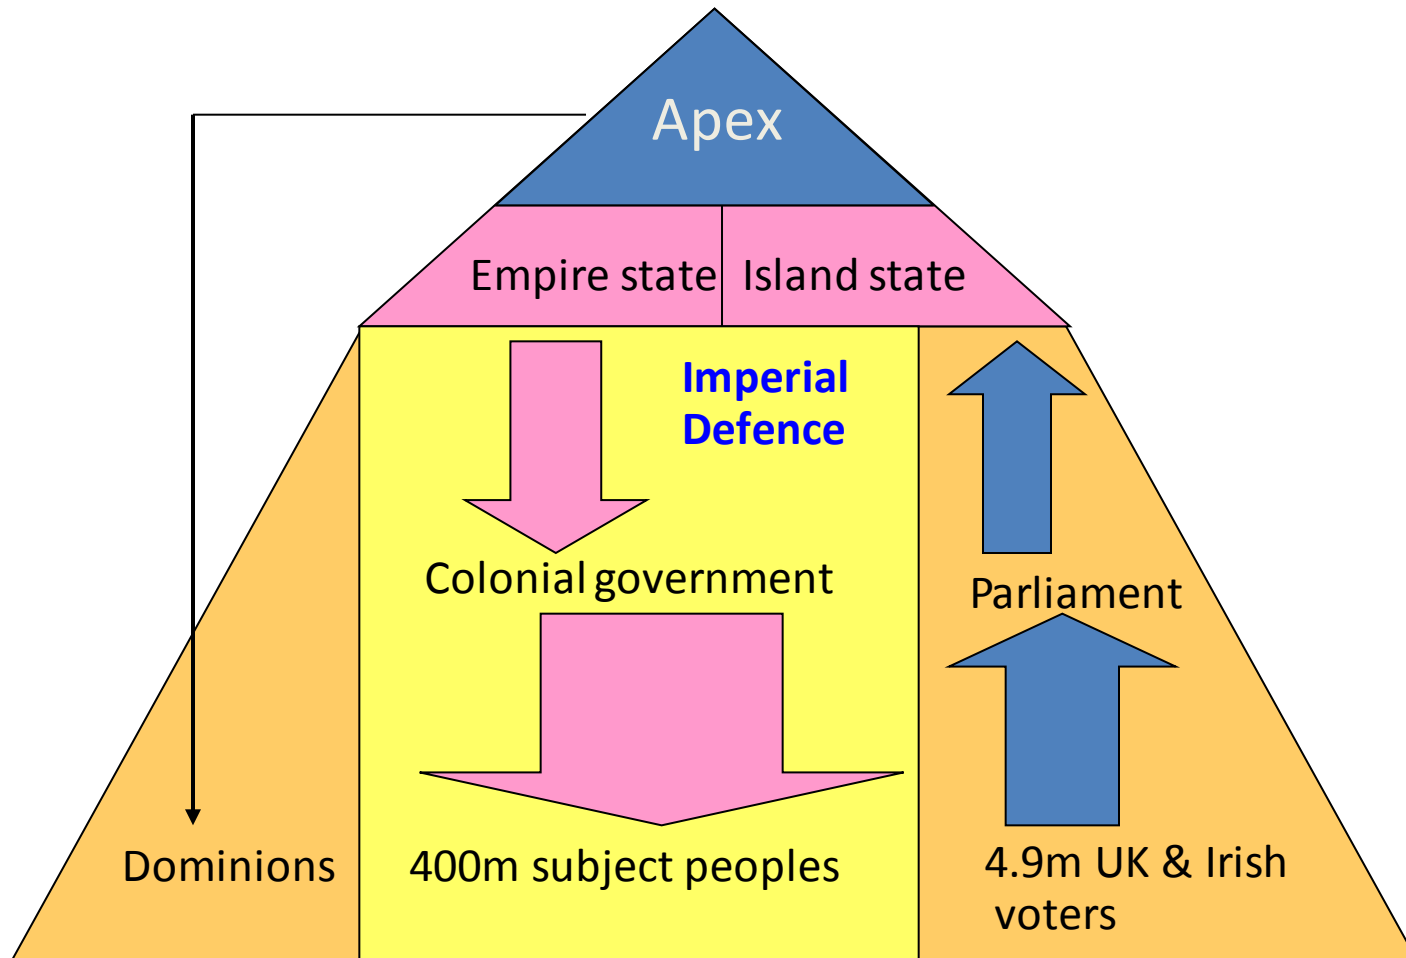 Apex
Empire state
Island state
Imperial
Defence
Colonial government
Parliament
Dominions
400m subject peoples
4.9m UK & Irish
voters